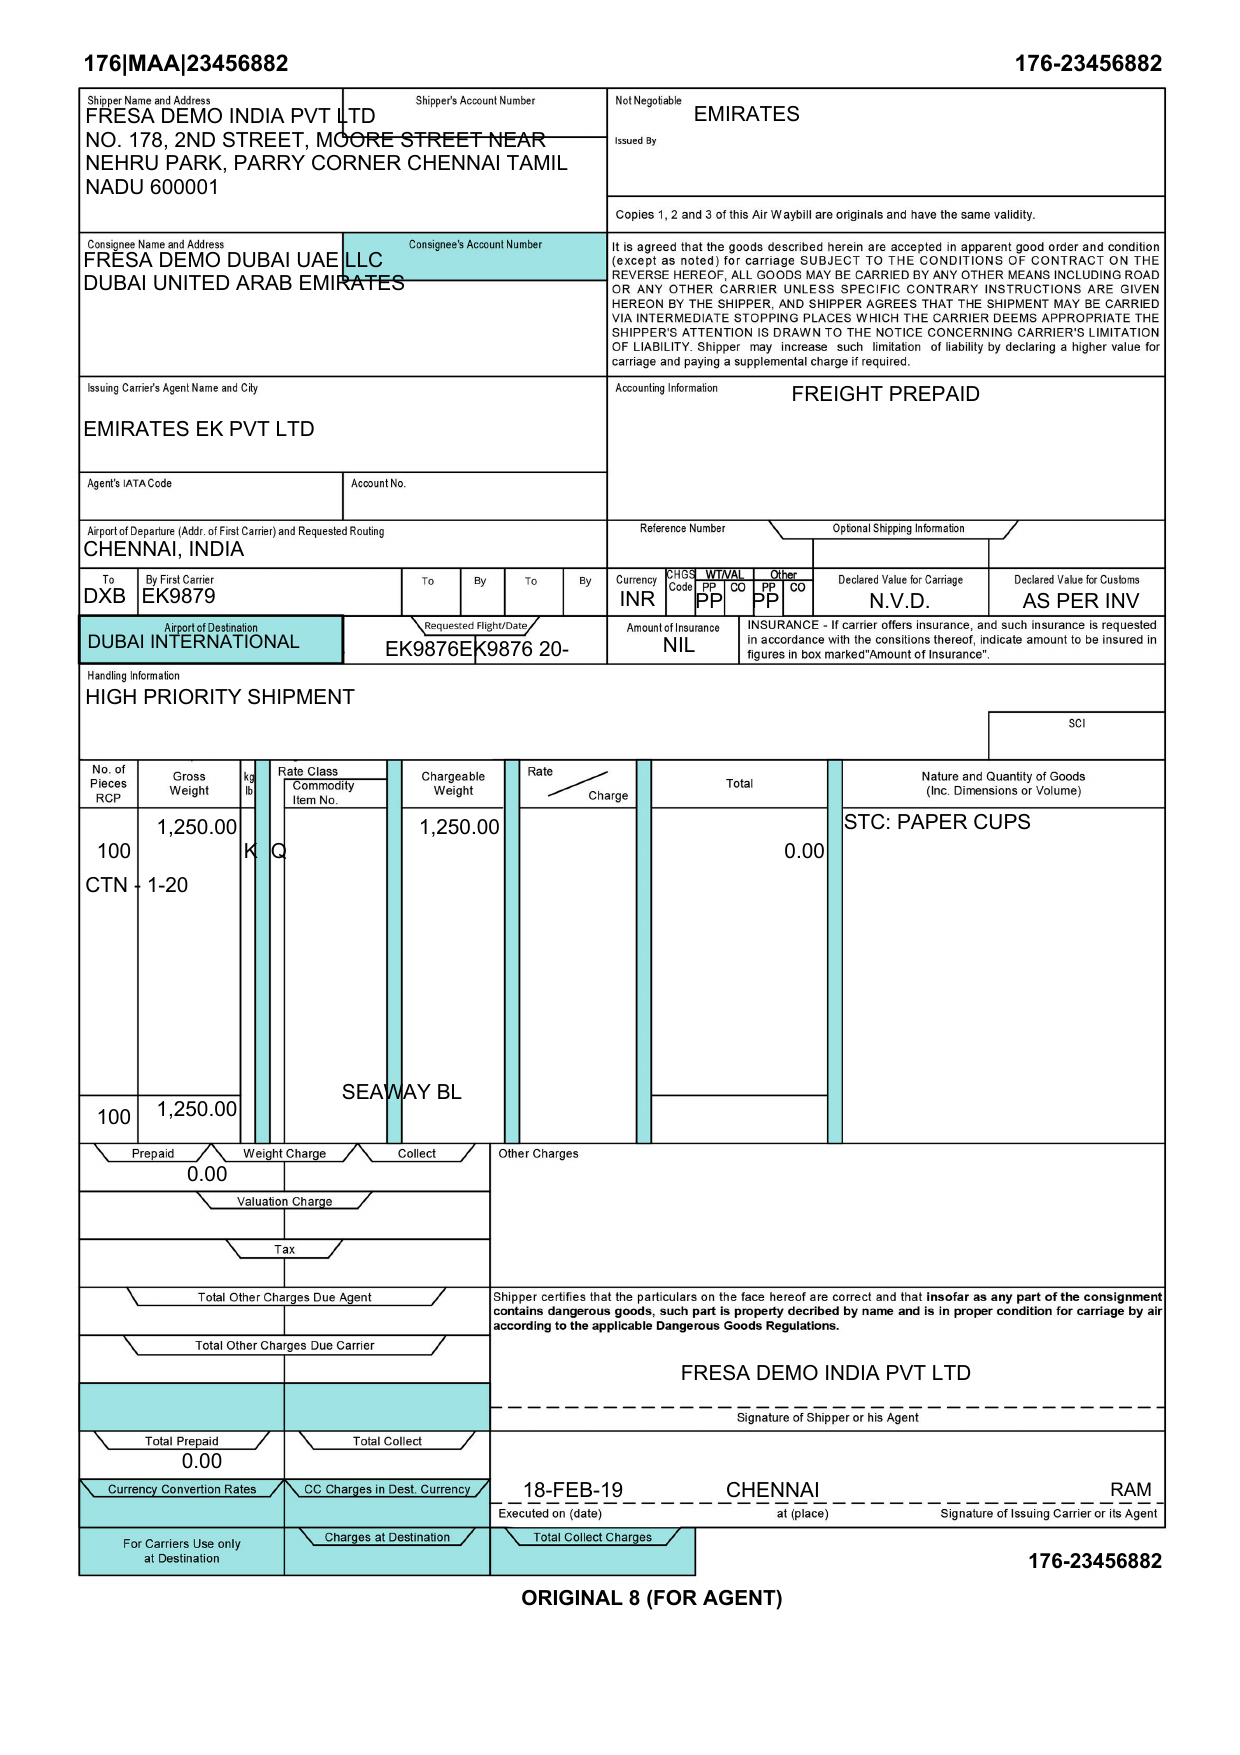 176|MAA|23456882
176-23456882
Shipper Name and Address
Shipper's Account Number
FRESA DEMO INDIA PVT LTD
NO. 178, 2ND STREET, MOORE STREET NEAR
NEHRU PARK, PARRY CORNER CHENNAI TAMIL
NADU 600001
Not Negotiable
EMIRATES
Issued By
Copies 1, 2 and 3 of this Air Waybill are originals and have the same validity.
Consignee Name and Address
Consignee's Account Number
FRESA DEMO DUBAI UAE LLC
DUBAI UNITED ARAB EMIRATES
It is agreed that the goods described herein are accepted in apparent good order and condition
(except as noted) for carriage SUBJECT TO THE CONDITIONS OF CONTRACT ON THE
REVERSE HEREOF, ALL GOODS MAY BE CARRIED BY ANY OTHER MEANS INCLUDING ROAD
OR ANY OTHER CARRIER UNLESS SPECIFIC CONTRARY INSTRUCTIONS ARE GIVEN
HEREON BY THE SHIPPER, AND SHIPPER AGREES THAT THE SHIPMENT MAY BE CARRIED
VIA INTERMEDIATE STOPPING PLACES WHICH THE CARRIER DEEMS APPROPRIATE THE
SHIPPER'S ATTENTION IS DRAWN TO THE NOTICE CONCERNING CARRIER'S LIMITATION
OF LIABILITY. Shipper may increase such limitation of liability by declaring a higher value for
carriage and paying a supplemental charge if required.
Issuing Carrier's Agent Name and City
EMIRATES EK PVT LTD
Accounting Information
FREIGHT PREPAID
Agent's IATA Code
Account No.
Airport of Departure (Addr. of First Carrier) and Requested Routing
CHENNAI, INDIA
Reference Number
Optional Shipping Information
To
By First Carrier
To
By
To
By
DXB
EK9879
Currency
INR
CHGS
Code
WT/VAL
Other
PP
CO
PP
CO
PP
PP
Declared Value for Carriage
N.V.D.
Declared Value for Customs
AS PER INV
Airport of Destination
DUBAI INTERNATIONAL
Requested Flight/Date
EK9876EK9876 20-
Amount of Insurance
NIL
INSURANCE - If carrier offers insurance, and such insurance is requested
in accordance with the consitions thereof, indicate amount to be insured in
figures in box marked"Amount of Insurance".
Handling Information
HIGH PRIORITY SHIPMENT
SCI
No. of
Pieces
RCP
Gross
Weight
kg
lb
Rate Class
Commodity
Item No.
Chargeable
Weight
Rate
Charge
Total
Nature and Quantity of Goods
(Inc. Dimensions or Volume)
1,250.00
1,250.00
STC: PAPER CUPS
100
K
Q
0.00
CTN - 1-20
SEAWAY BL
100
1,250.00
Prepaid
Weight Charge
Collect
Other Charges
0.00
Valuation Charge
Tax
Total Other Charges Due Agent
Shipper certifies that the particulars on the face hereof are correct and that insofar as any part of the consignment
contains dangerous goods, such part is property decribed by name and is in proper condition for carriage by air
according to the applicable Dangerous Goods Regulations.
Total Other Charges Due Carrier
FRESA DEMO INDIA PVT LTD
Signature of Shipper or his Agent
Total Prepaid
Total Collect
0.00
Currency Convertion Rates
CC Charges in Dest. Currency
18-FEB-19
CHENNAI
RAM
Executed on (date)
at (place)
Signature of Issuing Carrier or its Agent
For Carriers Use only
at Destination
Charges at Destination
Total Collect Charges
176-23456882
ORIGINAL 8 (FOR AGENT)